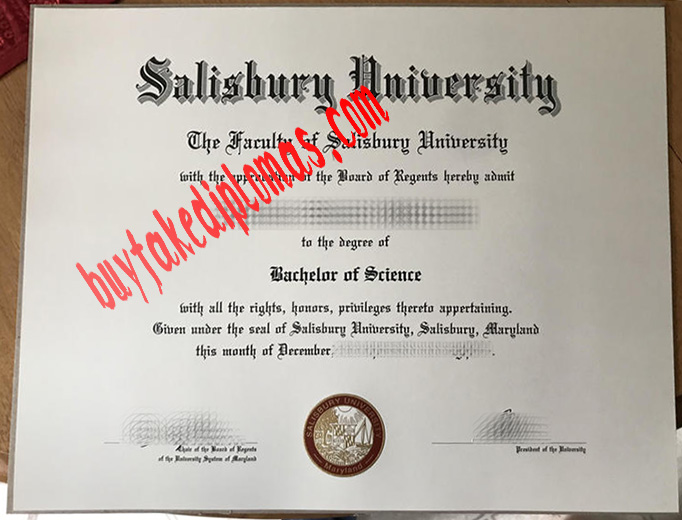 Salisbury University
The Faculty of Salisbury University
with the approbation of the Board of Regents hereby admit
to the degree of
Bachelor of Science
with all the rights, honors, privileges thereto appertaining.
Given under the seal of Salisbury University, Salisbury, Maryland
this month of December
SALISBURY UNIVERSITY
Maryland
Chair of the Board of Regents
of the University System of Maryland
President of the University
buyfakediplomas.com